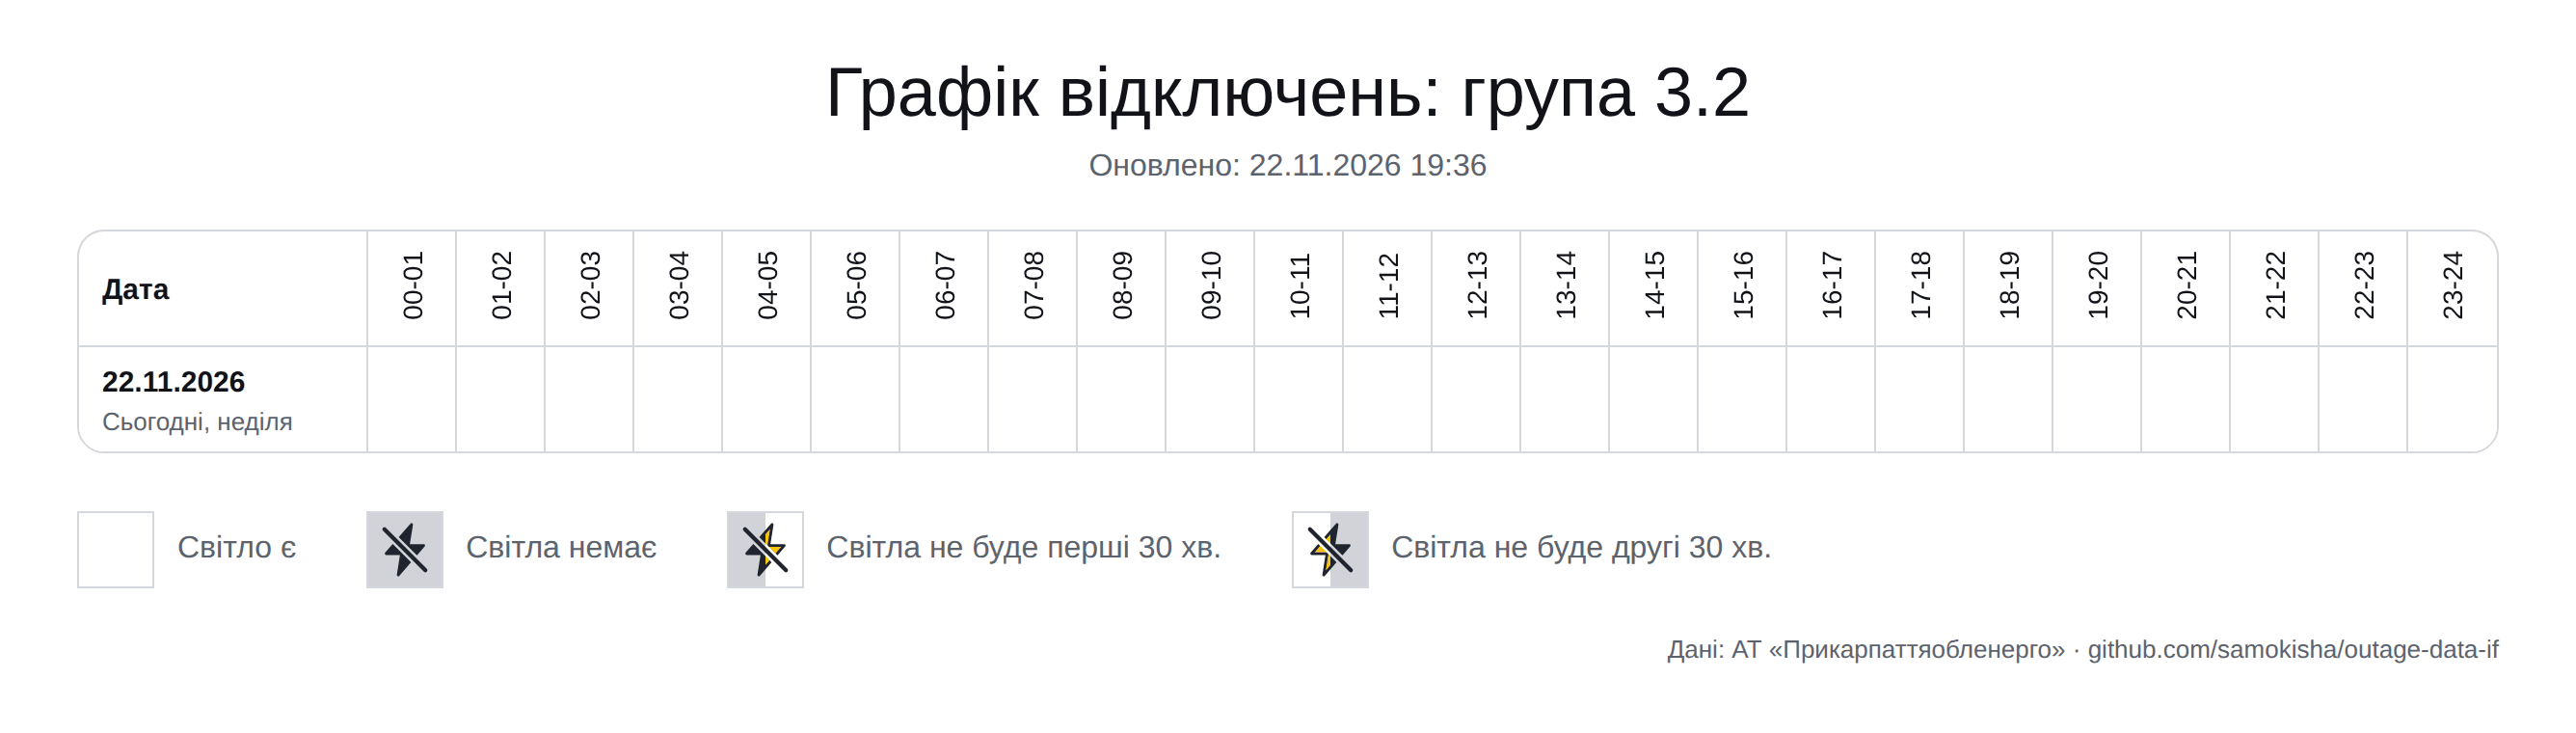 Графік відключень: група 3.2
Оновлено: 22.11.2026 19:36
Дата 00-01 01-02 02-03 03-04 04-05 05-06 06-07 07-08 08-09 09-10 10-11 11-12 12-13 13-14 14-15 15-16 16-17 17-18 18-19 19-20 20-21 21-22 22-23 23-24
22.11.2026
Сьогодні, неділя
Світло є Світла немає Світла не буде перші 30 хв. Світла не буде другі 30 хв.
Дані: АТ «Прикарпаттяобленерго» · github.com/samokisha/outage-data-if